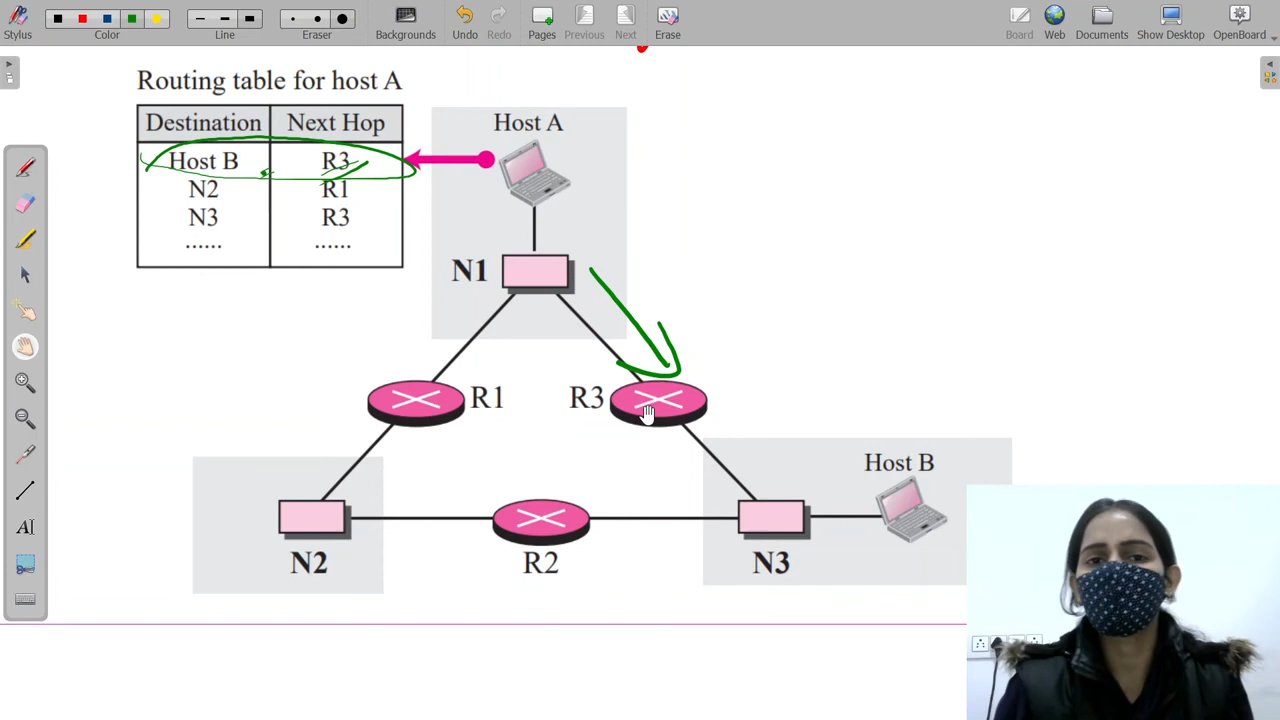 Stylus Color Line Eraser Backgrounds Undo Redo Pages Previous Next Erase Board Web Documents Show Desktop OpenBoard
Routing table for host A
Destination Next Hop
Host B R3
N2 R1
N3 R3
...... ......
Host A
N1
R1 R3
Host B
N2 R2 N3
AI